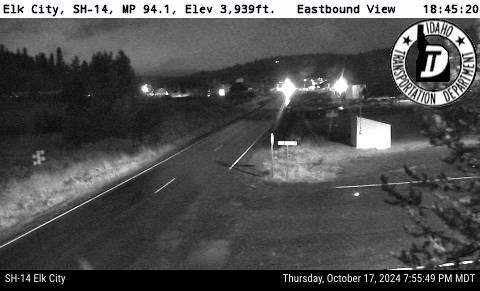 Elk City, SH-14, MP 94.1, Elev 3,939ft. Eastbound View 18:45:20
IDAHO
TRANSPORTATION DEPARTMENT
SH-14 Elk City Thursday, October 17, 2024 7:55:49 PM MDT